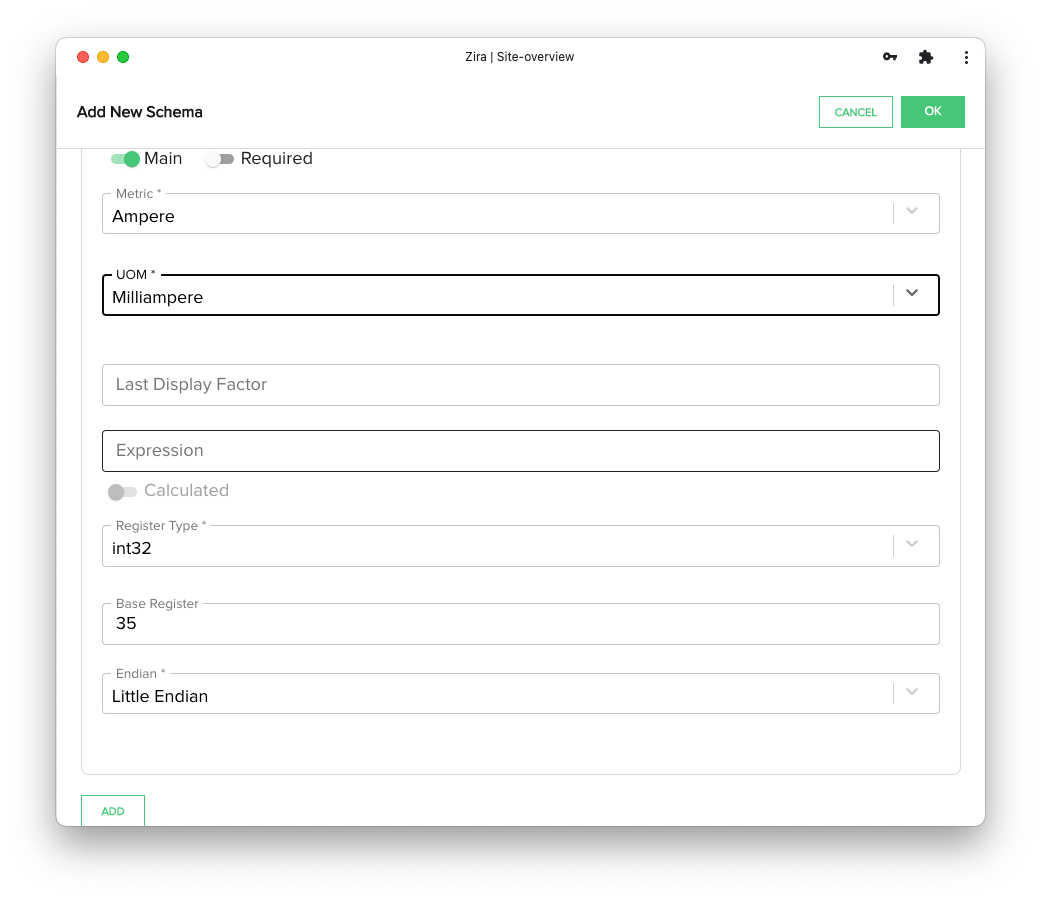 Zira | Site-overview
Add New Schema
CANCEL
OK
Main
Required
Metric *
Ampere
UOM *
Milliampere
Last Display Factor
Expression
Calculated
Register Type *
int32
Base Register
35
Endian *
Little Endian
ADD